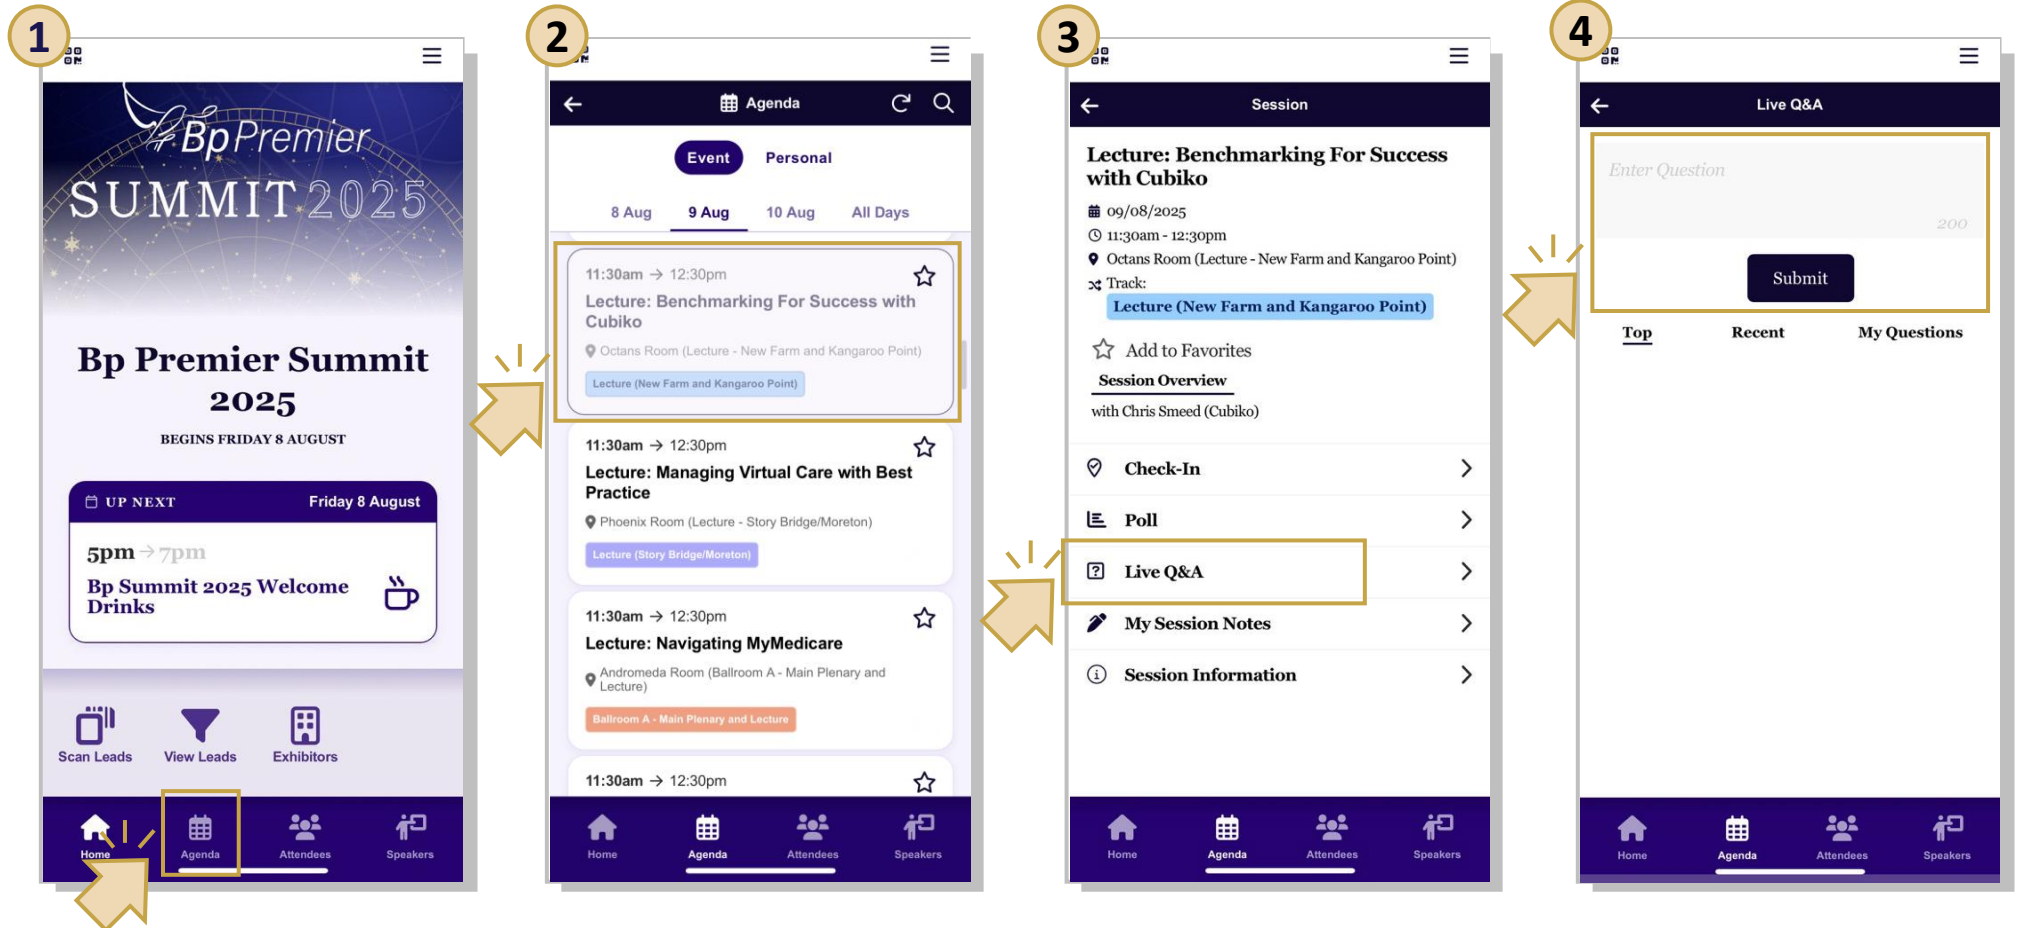 1
Bp Premier
SUMMIT 2025
Bp Premier Summit
2025
BEGINS FRIDAY 8 AUGUST
UP NEXT Friday 8 August
5pm → 7pm
Bp Summit 2025 Welcome
Drinks
Scan Leads View Leads Exhibitors
Home Agenda Attendees Speakers
2
Agenda
Event Personal
8 Aug 9 Aug 10 Aug All Days
11:30am → 12:30pm
Lecture: Benchmarking For Success with
Cubiko
Octans Room (Lecture - New Farm and Kangaroo Point)
Lecture (New Farm and Kangaroo Point)
11:30am → 12:30pm
Lecture: Managing Virtual Care with Best
Practice
Phoenix Room (Lecture - Story Bridge/Moreton)
Lecture (Story Bridge/Moreton)
11:30am → 12:30pm
Lecture: Navigating MyMedicare
Andromeda Room (Ballroom A - Main Plenary and
Lecture)
Ballroom A - Main Plenary and Lecture
11:30am → 12:30pm
Home Agenda Attendees Speakers
3
Session
Lecture: Benchmarking For Success
with Cubiko
09/08/2025
11:30am - 12:30pm
Octans Room (Lecture - New Farm and Kangaroo Point)
Track:
Lecture (New Farm and Kangaroo Point)
Add to Favorites
Session Overview
with Chris Smeed (Cubiko)
Check-In
Poll
Live Q&A
My Session Notes
Session Information
Home Agenda Attendees Speakers
4
Live Q&A
Enter Question
200
Submit
Top Recent My Questions
Home Agenda Attendees Speakers